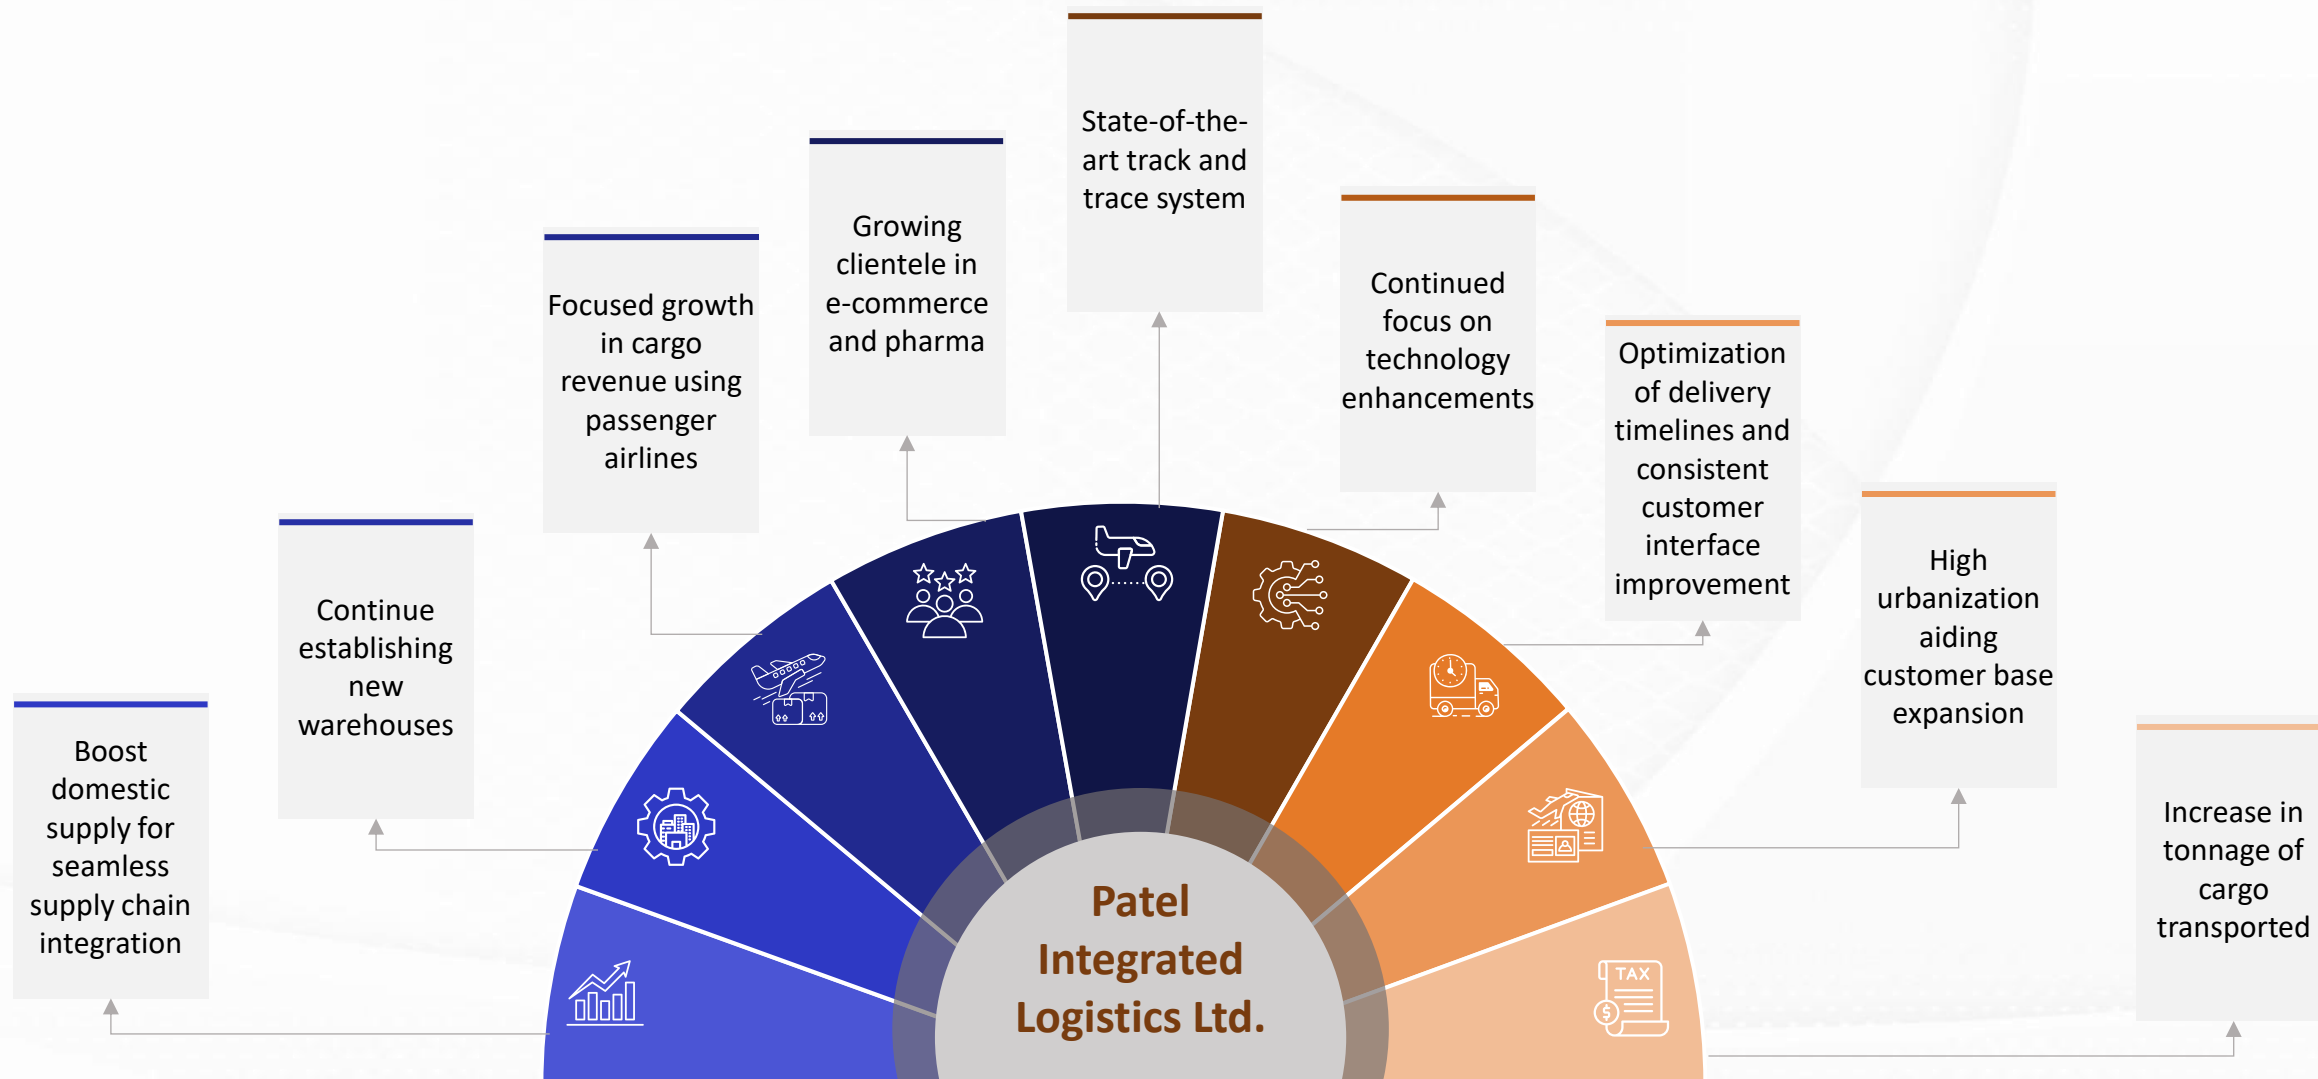 State-of-the-
art track and
trace system
Growing
clientele in
e-commerce
and pharma
Continued
focus on
technology
enhancements
Focused growth
in cargo
revenue using
passenger
airlines
Optimization
of delivery
timelines and
consistent
customer
interface
improvement
Continue
establishing
new
warehouses
High
urbanization
aiding
customer base
expansion
Boost
domestic
supply for
seamless
supply chain
integration
Increase in
tonnage of
cargo
transported
Patel
Integrated
Logistics Ltd.
TAX
$